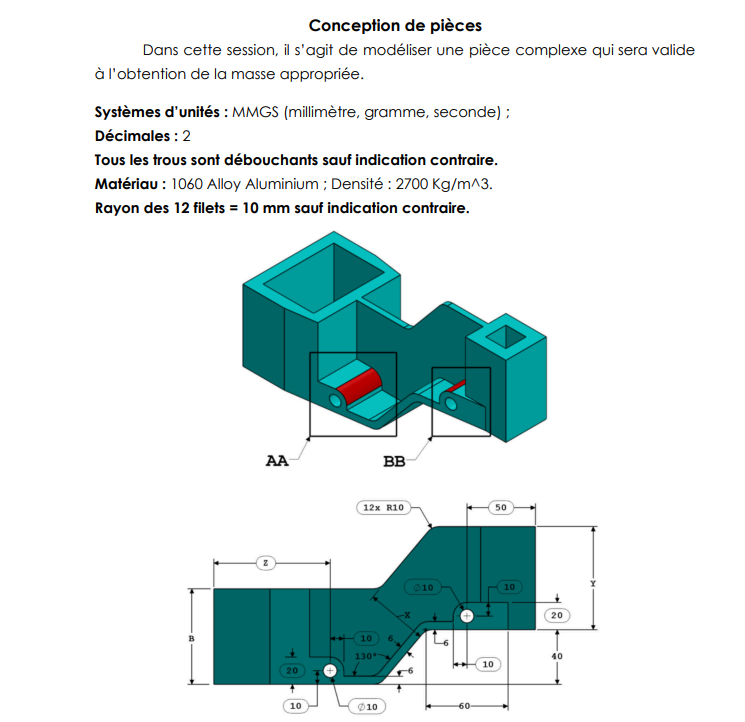 Conception de pièces
Dans cette session, il s’agit de modéliser une pièce complexe qui sera valide
à l’obtention de la masse appropriée.
Systèmes d’unités : MMGS (millimètre, gramme, seconde) ;
Décimales : 2
Tous les trous sont débouchants sauf indication contraire.
Matériau : 1060 Alloy Aluminium ; Densité : 2700 Kg/m^3.
Rayon des 12 filets = 10 mm sauf indication contraire.
AA
BB
12x R10
50
Z
Ø10
10
Y
X
20
B
10
6
6
130°
40
20
10
6
60
10
Ø10